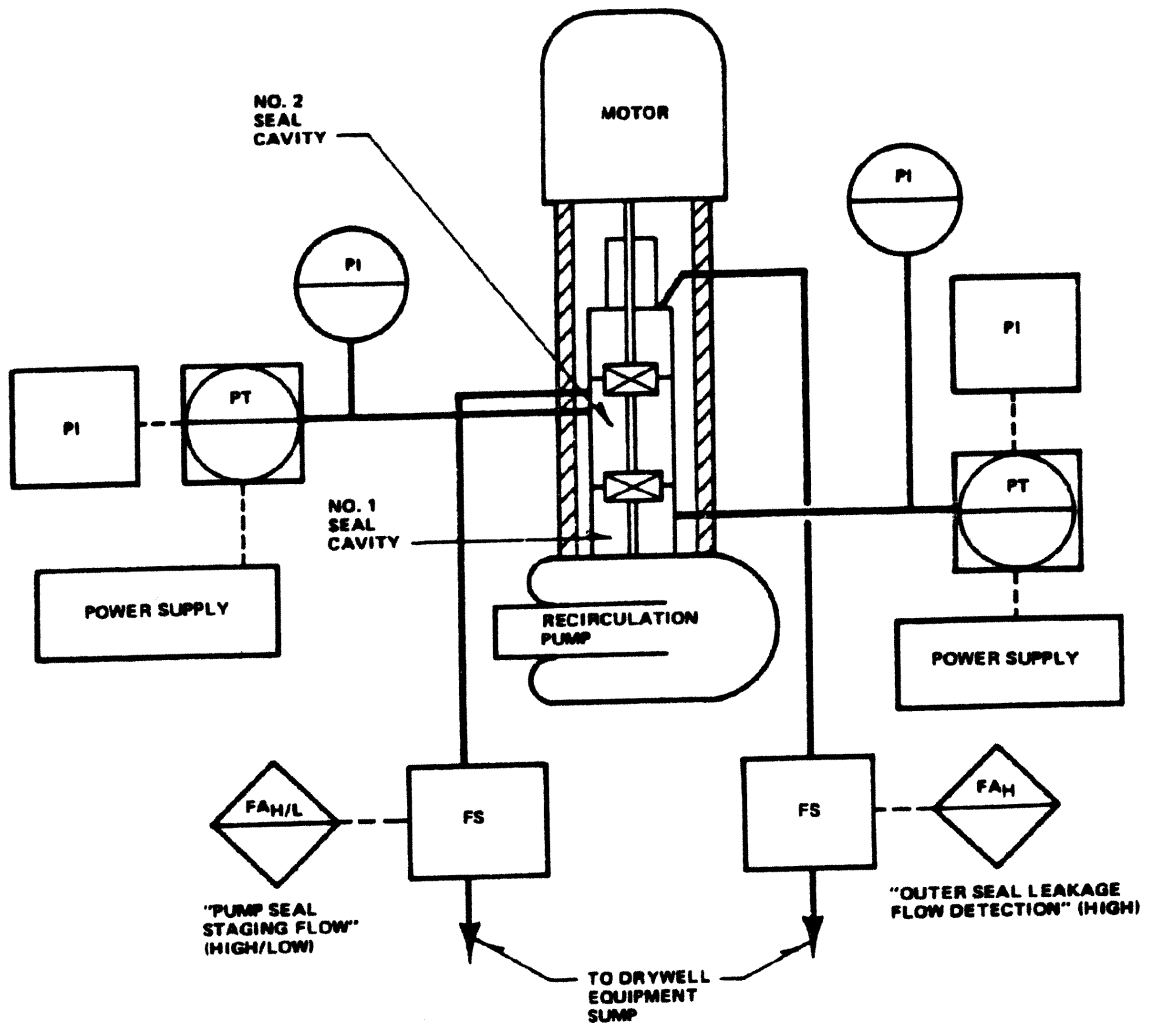 NO. 2
SEAL
CAVITY
MOTOR
PI
PI
PI
PI
PT
PT
NO. 1
SEAL
CAVITY
POWER SUPPLY
RECIRCULATION
PUMP
POWER SUPPLY
FAH/L
FS
FS
FAH
"PUMP SEAL
STAGING FLOW"
(HIGH/LOW)
"OUTER SEAL LEAKAGE
FLOW DETECTION" (HIGH)
TO DRYWELL
EQUIPMENT
SUMP